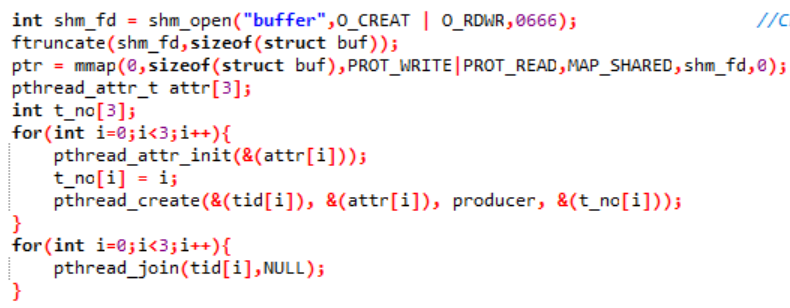 int shm_fd = shm_open("buffer",O_CREAT | O_RDWR,0666); //C
ftruncate(shm_fd,sizeof(struct buf));
ptr = mmap(0,sizeof(struct buf),PROT_WRITE|PROT_READ,MAP_SHARED,shm_fd,0);
pthread_attr_t attr[3];
int t_no[3];
for(int i=0;i<3;i++){
    pthread_attr_init(&(attr[i]));
    t_no[i] = i;
    pthread_create(&(tid[i]), &(attr[i]), producer, &(t_no[i]));
}
for(int i=0;i<3;i++){
    pthread_join(tid[i],NULL);
}